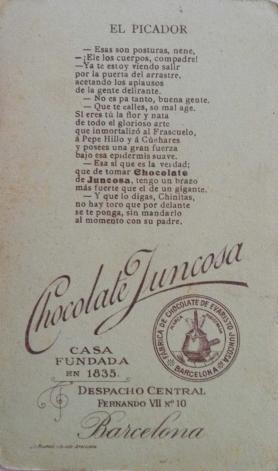 EL PICADOR
— Esas son posturas, nene,
— ¡Ele los cuerpos, compadre!
— Ya te estoy viendo salir
por la puerta del arrastre,
acetando los aplausos
de la gente delirante.
— No es pa tanto, buena gente.
— Que te calles, so mal age.
Si eres tú la flor y nata
de todo el glorioso arte
que inmortalizó al Frascuelo,
á Pepe Hillo y á Cúchares
y posees una gran fuerza
bajo esa epidermis suave.
— Esa sí que es la verdad;
que de tomar Chocolate
de Juncosa, tengo un brazo
más fuerte que el de un gigante.
— Y que lo digas, Chinitas,
no hay toro que por delante
se te ponga, sin mandarlo
al momento con su padre.
Chocolate Juncosa
CASA
FUNDADA
EN 1835.
FÁBRICA DE CHOCOLATE DE EVARISTO JUNCOSA
BARCELONA
DESPACHO CENTRAL
FERNANDO VII Nº 10
Barcelona